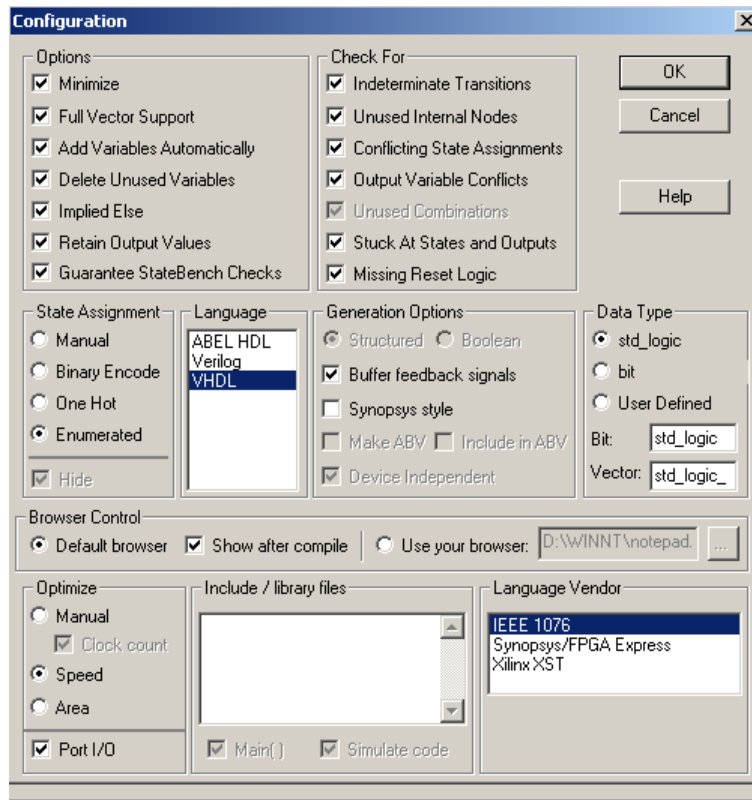 Configuration
Options
Minimize
Full Vector Support
Add Variables Automatically
Delete Unused Variables
Implied Else
Retain Output Values
Guarantee StateBench Checks
Check For
Indeterminate Transitions
Unused Internal Nodes
Conflicting State Assignments
Output Variable Conflicts
Unused Combinations
Stuck At States and Outputs
Missing Reset Logic
OK
Cancel
Help
State Assignment
Manual
Binary Encode
One Hot
Enumerated
Hide
Language
ABEL HDL
Verilog
VHDL
Generation Options
Structured Boolean
Buffer feedback signals
Synopsys style
Make ABV Include in ABV
Device Independent
Data Type
std_logic
bit
User Defined
Bit: std_logic
Vector: std_logic_
Browser Control
Default browser Show after compile Use your browser: D:\WINNT\notepad. ...
Optimize
Manual
Clock count
Speed
Area
Port I/O
Include / library files
Main( ) Simulate code
Language Vendor
IEEE 1076
Synopsys/FPGA Express
Xilinx XST